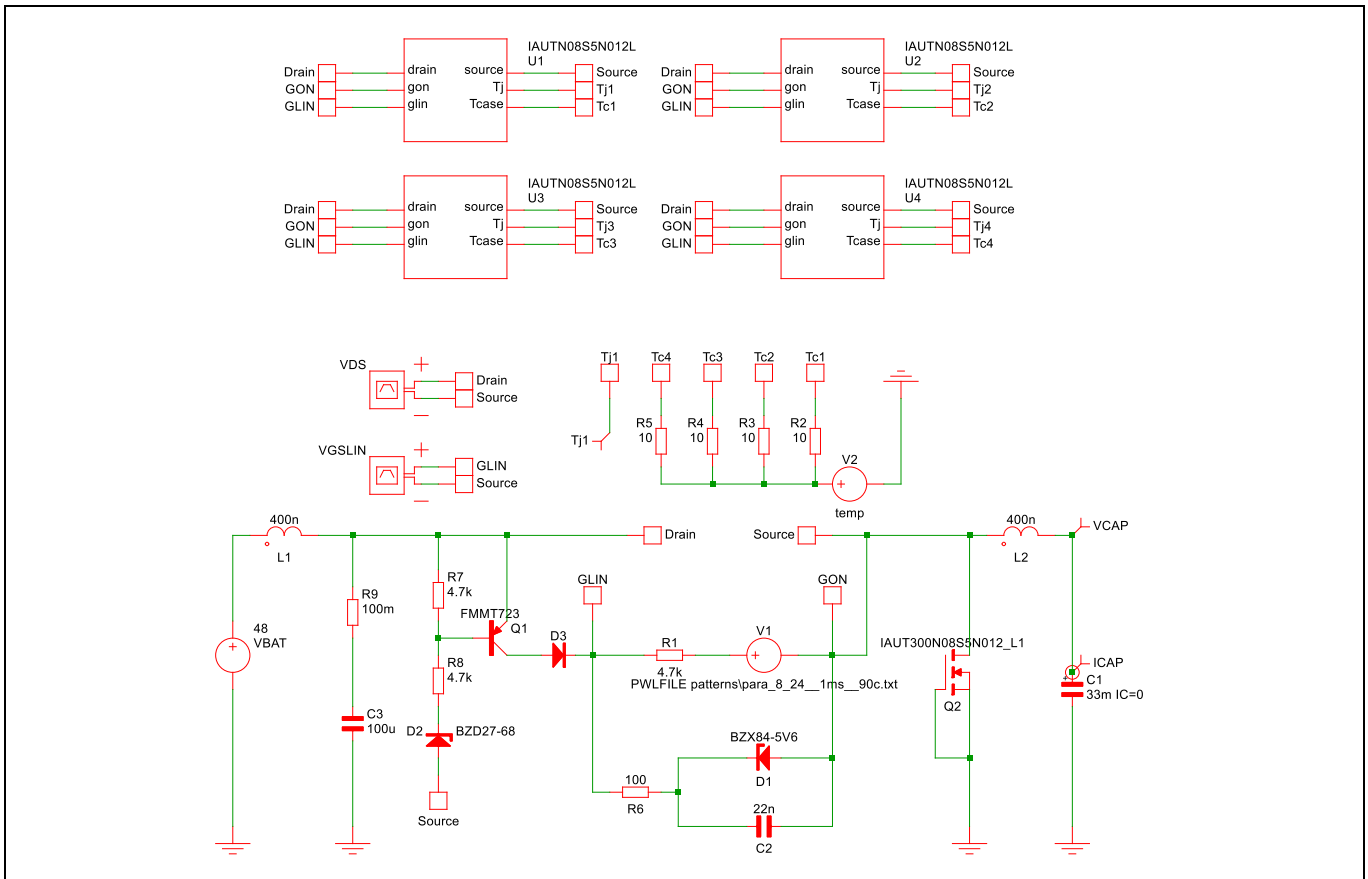 IAUTN08S5N012L
U1
IAUTN08S5N012L
U2
Drain
GON
GLIN
drain
gon
glin
source
Tj
Tcase
Source
Tj1
Tc1
Drain
GON
GLIN
drain
gon
glin
source
Tj
Tcase
Source
Tj2
Tc2
IAUTN08S5N012L
U3
IAUTN08S5N012L
U4
Drain
GON
GLIN
drain
gon
glin
source
Tj
Tcase
Source
Tj3
Tc3
Drain
GON
GLIN
drain
gon
glin
source
Tj
Tcase
Source
Tj4
Tc4
VDS
+
Drain
Source
−
VGSLIN
+
GLIN
Source
−
Tj1
Tc4
Tc3
Tc2
Tc1
Tj1
R5
10
R4
10
R3
10
R2
10
V2
+
temp
400n
L1
Drain
Source
400n
L2
VCAP
R9
100m
R7
4.7k
FMMT723
Q1
GLIN
GON
D3
R1
4.7k
V1
+
PWLFILE patterns\para_8_24__1ms__90c.txt
IAUT300N08S5N012_L1
Q2
48
VBAT
+
R8
4.7k
ICAP
+
C1
33m IC=0
C3
100u
D2
BZD27-68
BZX84-5V6
D1
100
R6
22n
C2
Source